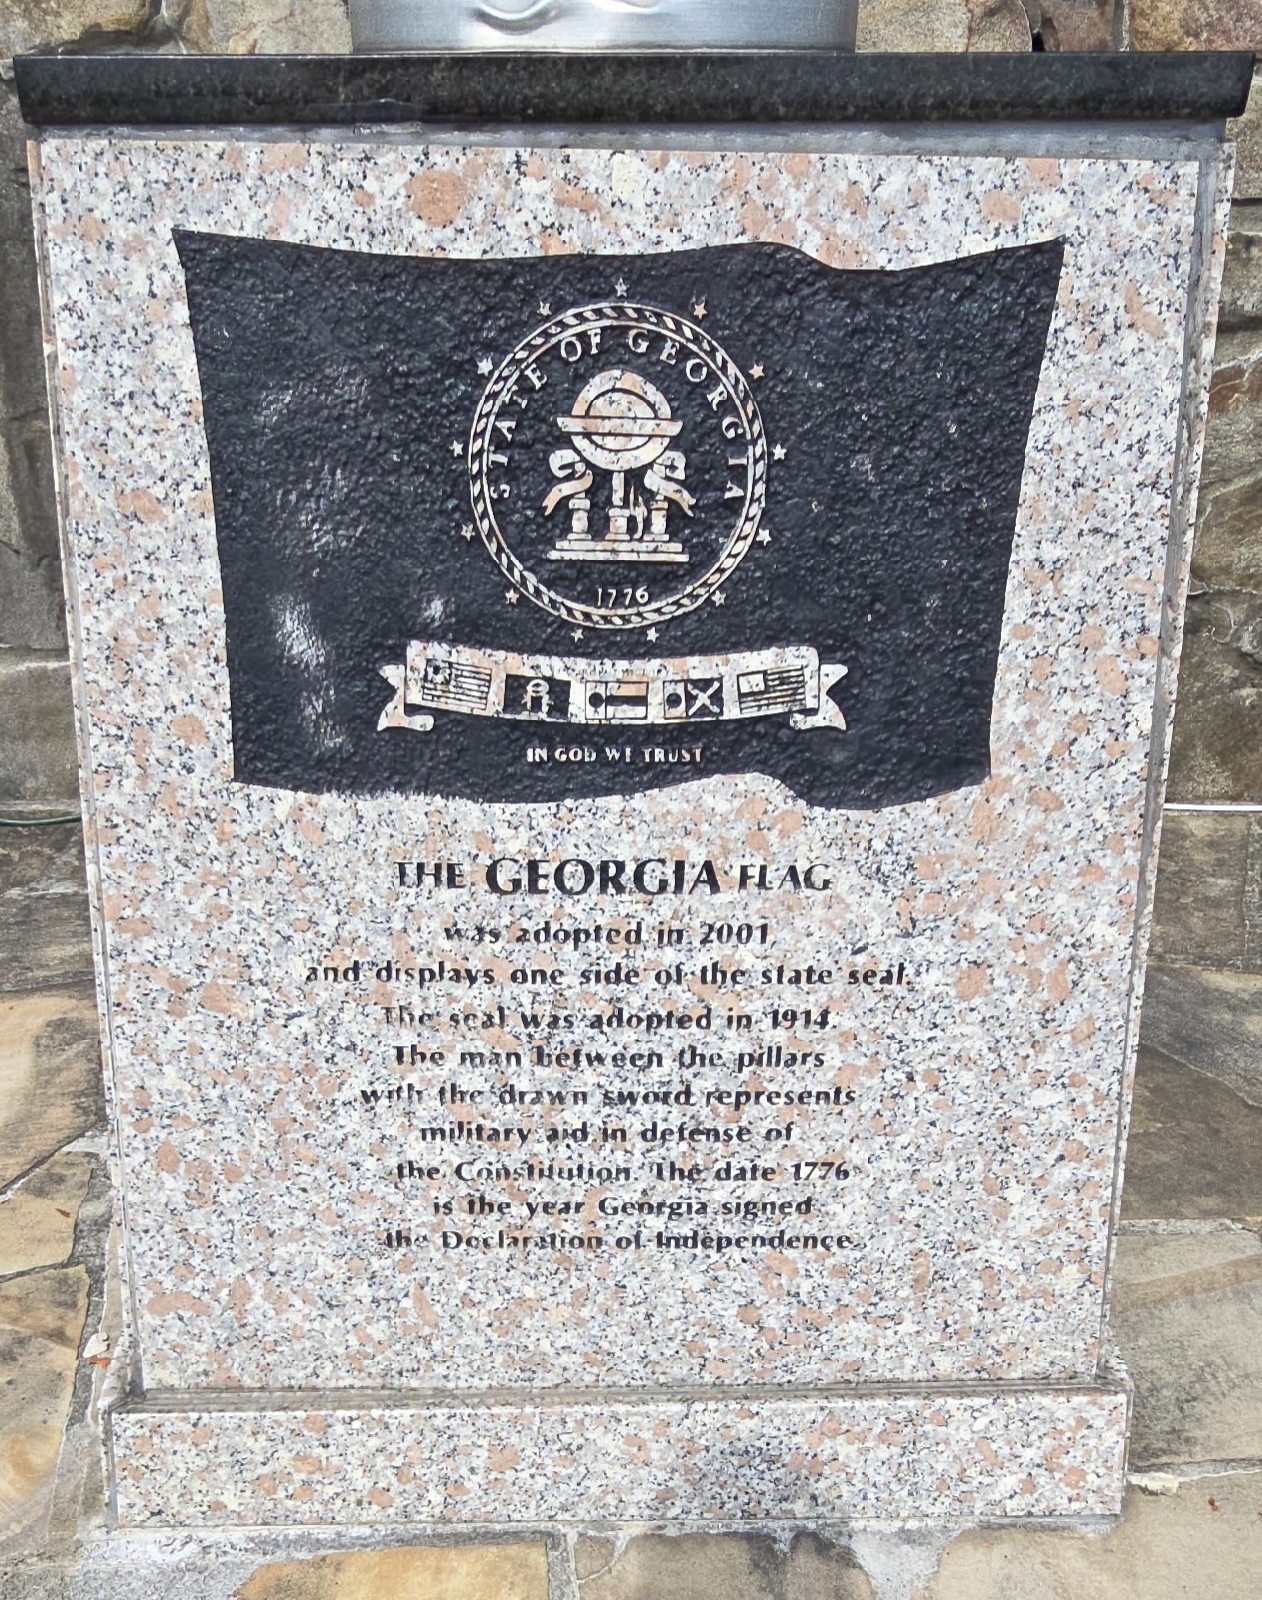 STATE OF GEORGIA
1776
IN GOD WE TRUST
THE GEORGIA FLAG
was adopted in 2001
and displays one side of the state seal.
The seal was adopted in 1914.
The man between the pillars
with the drawn sword represents
military aid in defense of
the Constitution. The date 1776
is the year Georgia signed
the Declaration of Independence.